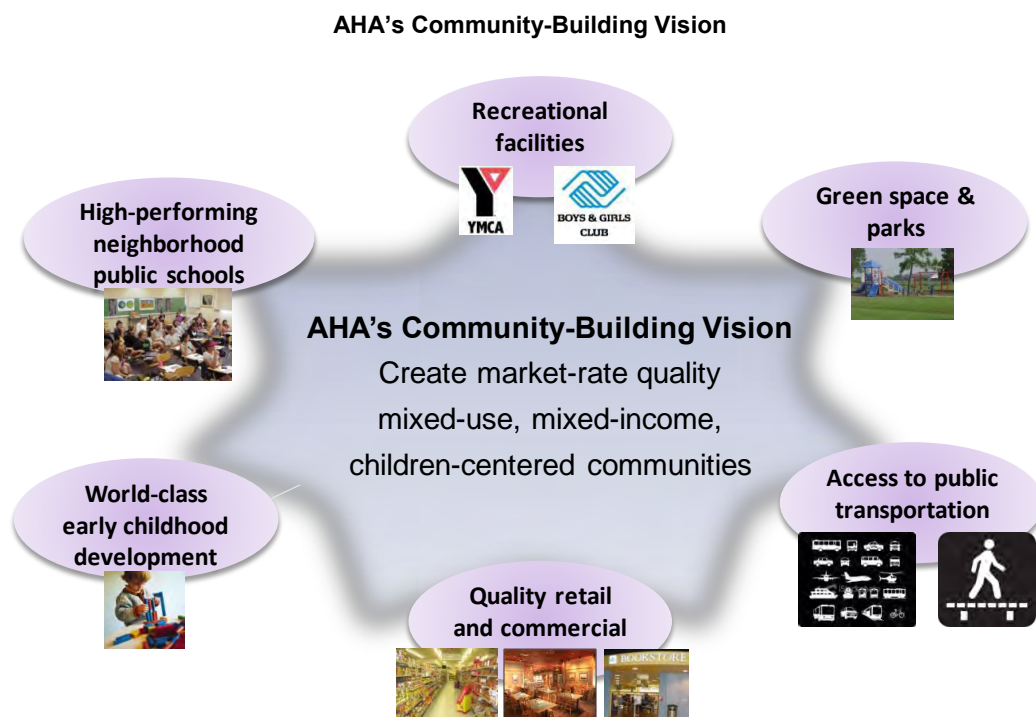 AHA's Community-Building Vision
Recreational
facilities
YMCA
BOYS & GIRLS
CLUB
High-performing
neighborhood
public schools
Green space &
parks
AHA's Community-Building Vision
Create market-rate quality
mixed-use, mixed-income,
children-centered communities
World-class
early childhood
development
Access to public
transportation
Quality retail
and commercial
BOOKSTORE